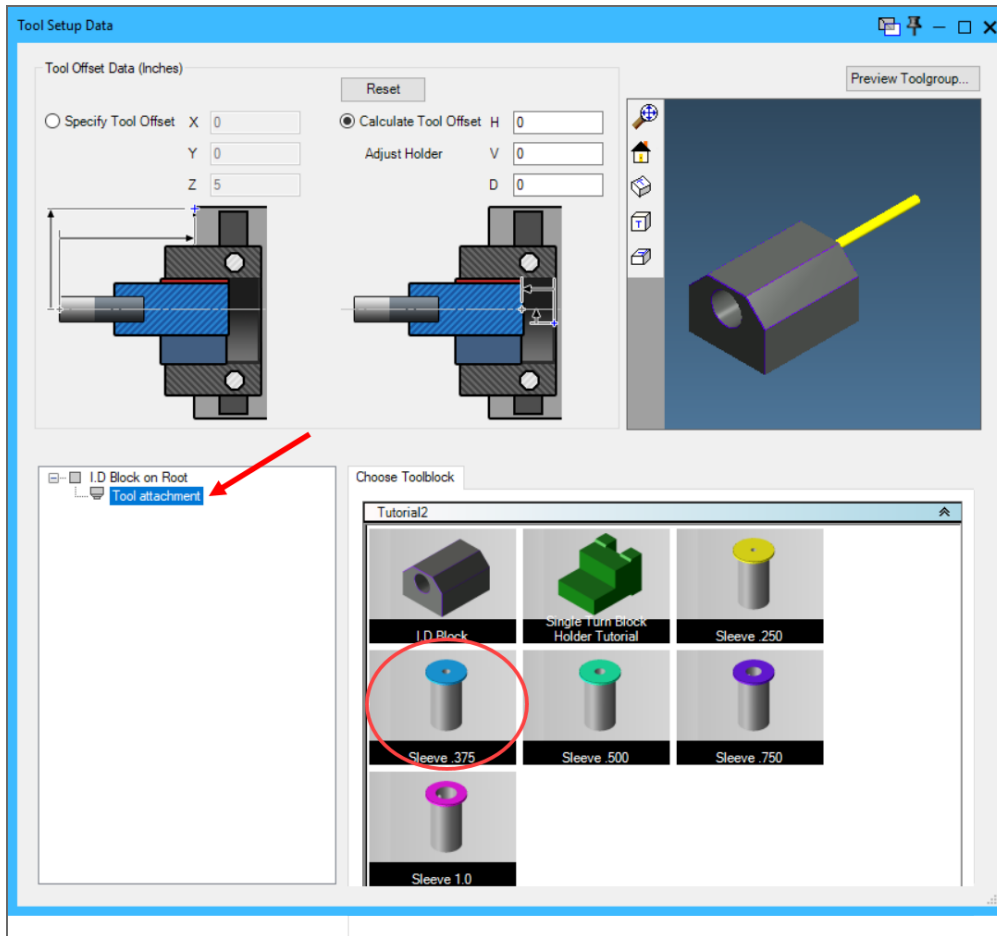 Tool Setup Data
Tool Offset Data (Inches)
Reset
Preview Toolgroup...
Specify Tool Offset X 0
Calculate Tool Offset H 0
Y 0
Adjust Holder V 0
Z 5
D 0
T
I.D Block on Root
Tool attachment
Choose Toolblock
Tutorial2
I.D Block
Single Turn Block
Holder Tutorial
Sleeve .250
Sleeve .375
Sleeve .500
Sleeve .750
Sleeve 1.0